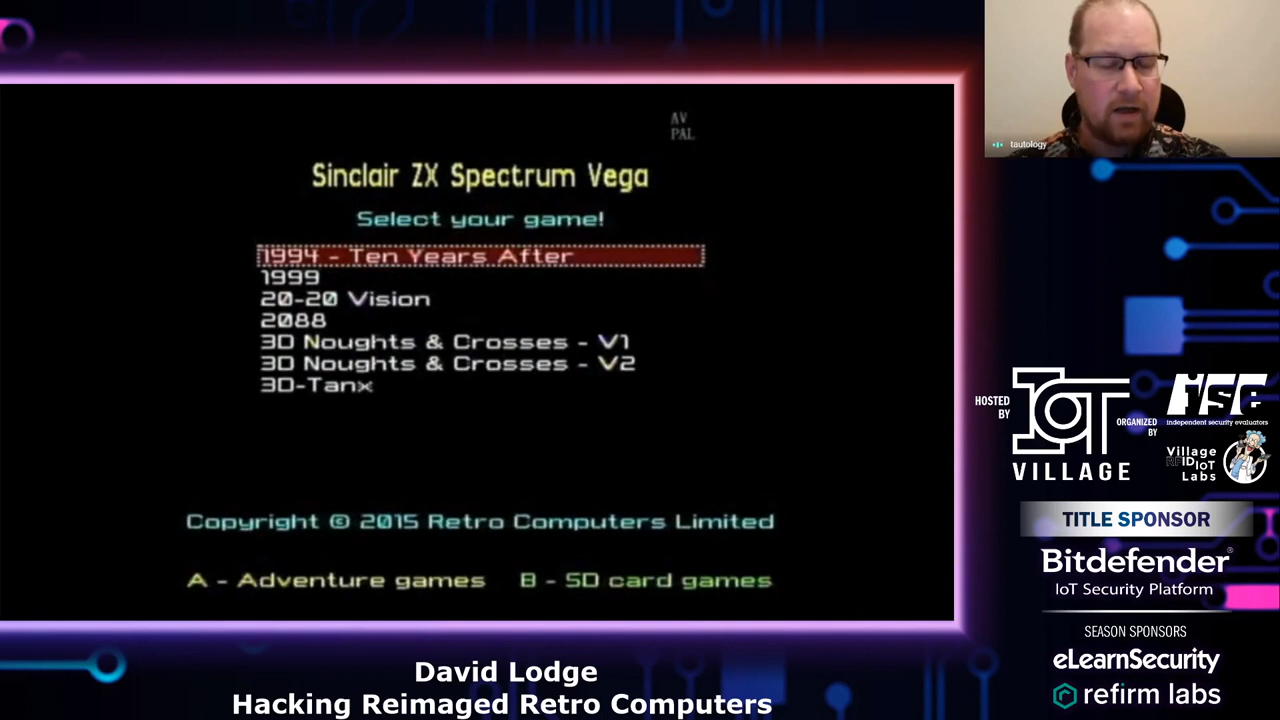 AV
PAL
Sinclair ZX Spectrum Vega
Select your game!
1994 - Ten Years After
1999
20-20 Vision
2088
3D Noughts & Crosses - V1
3D Noughts & Crosses - V2
3D-Tanx
Copyright © 2015 Retro Computers Limited
A - Adventure games B - SD card games
tautology
HOSTED BY
IOT
VILLAGE
ORGANIZED BY
ISE
independent security evaluators
Village
RFID IoT
Labs
TITLE SPONSOR
Bitdefender®
IoT Security Platform
SEASON SPONSORS
eLearnSecurity
refirm labs
David Lodge
Hacking Reimaged Retro Computers